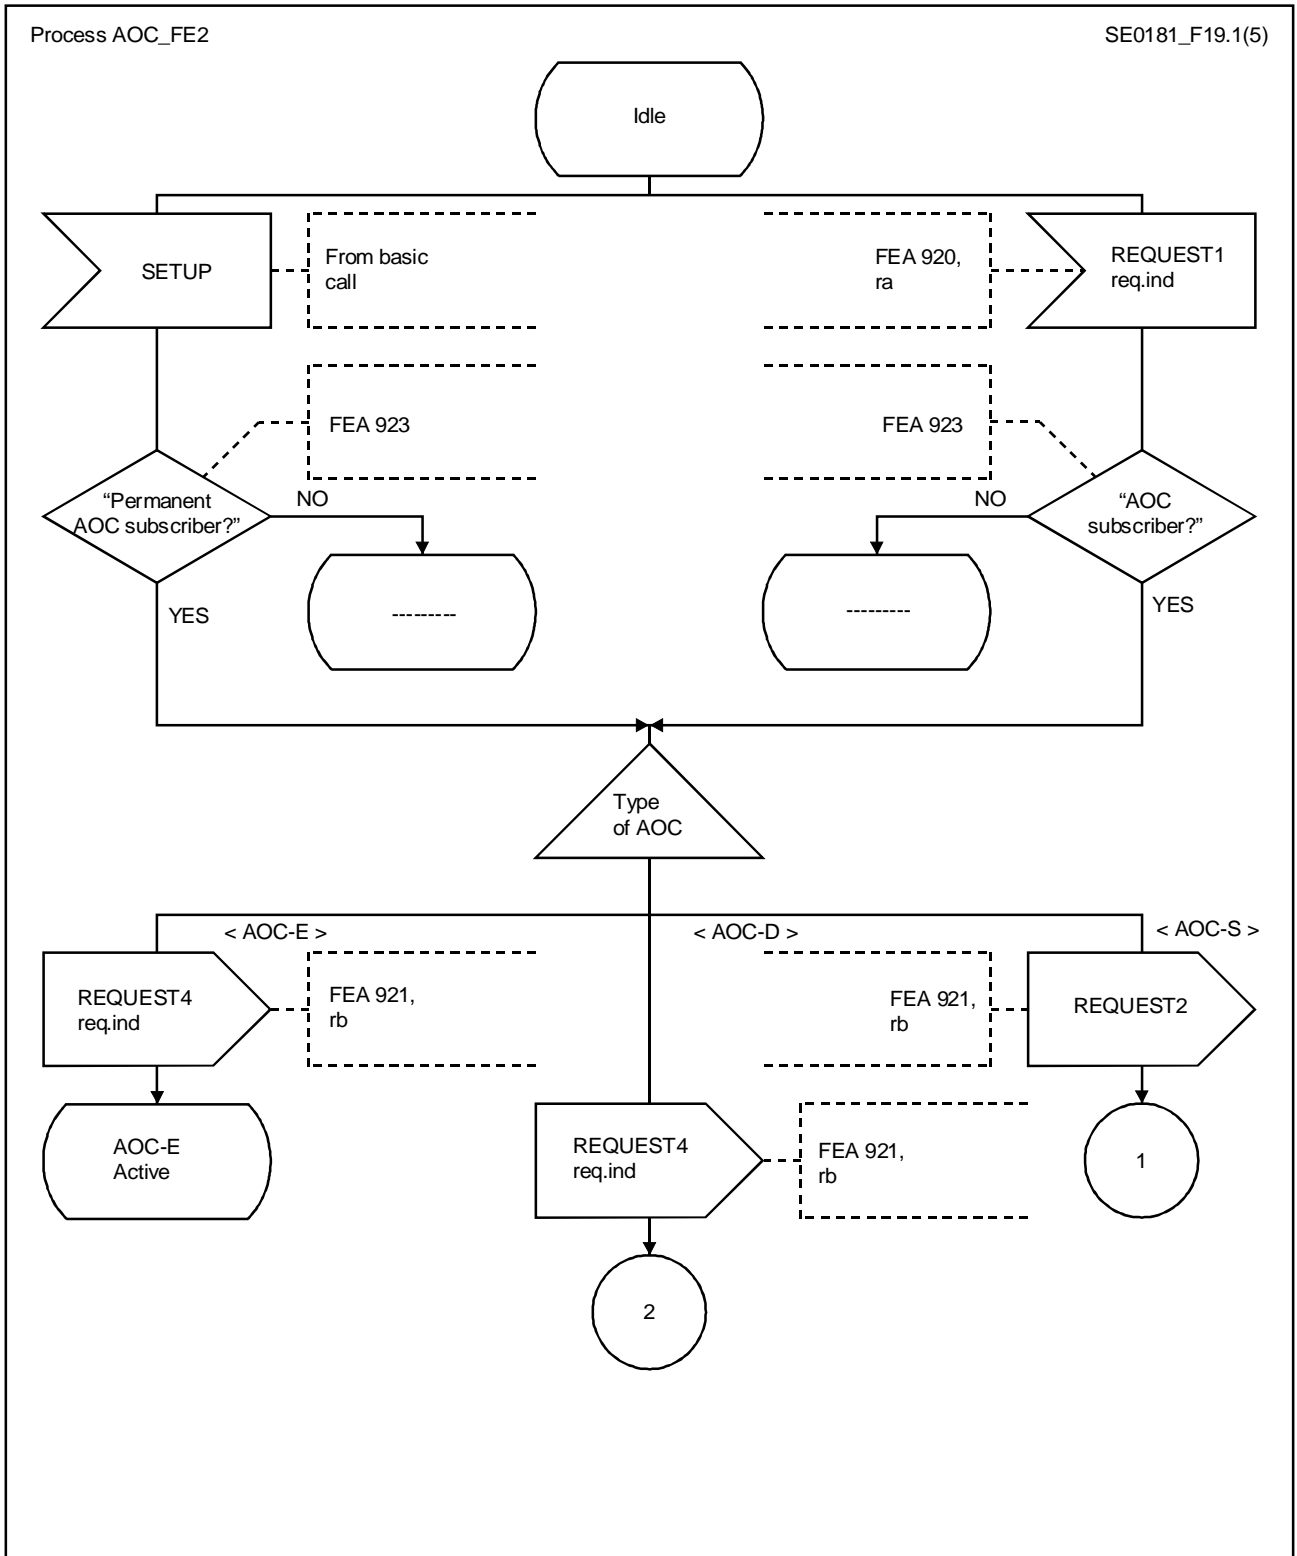 Process AOC_FE2
SE0181_F19.1(5)
Idle
SETUP
From basic
call
FEA 920,
ra
REQUEST1
req.ind
FEA 923
FEA 923
“Permanent
AOC subscriber?”
NO
NO
“AOC
subscriber?”
YES
---------
---------
YES
Type
of AOC
< AOC-E >
< AOC-D >
< AOC-S >
REQUEST4
req.ind
FEA 921,
rb
FEA 921,
rb
REQUEST2
AOC-E
Active
REQUEST4
req.ind
FEA 921,
rb
1
2